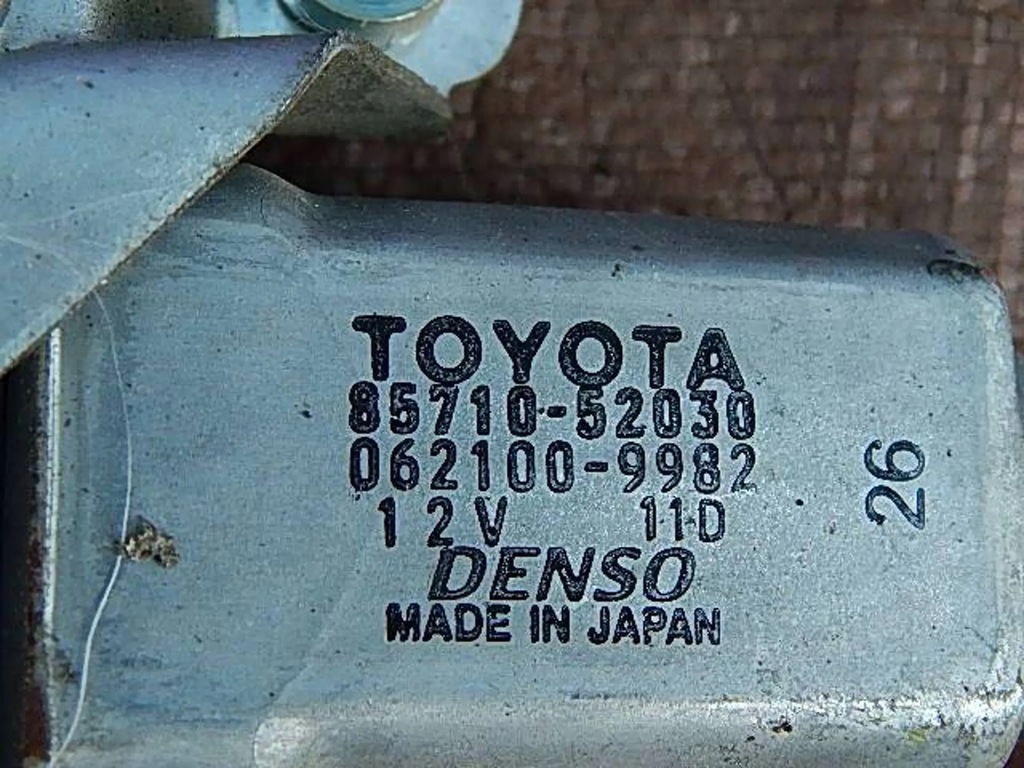 TOYOTA
85710-52030
062100-9982
12V 11D
DENSO
MADE IN JAPAN
26